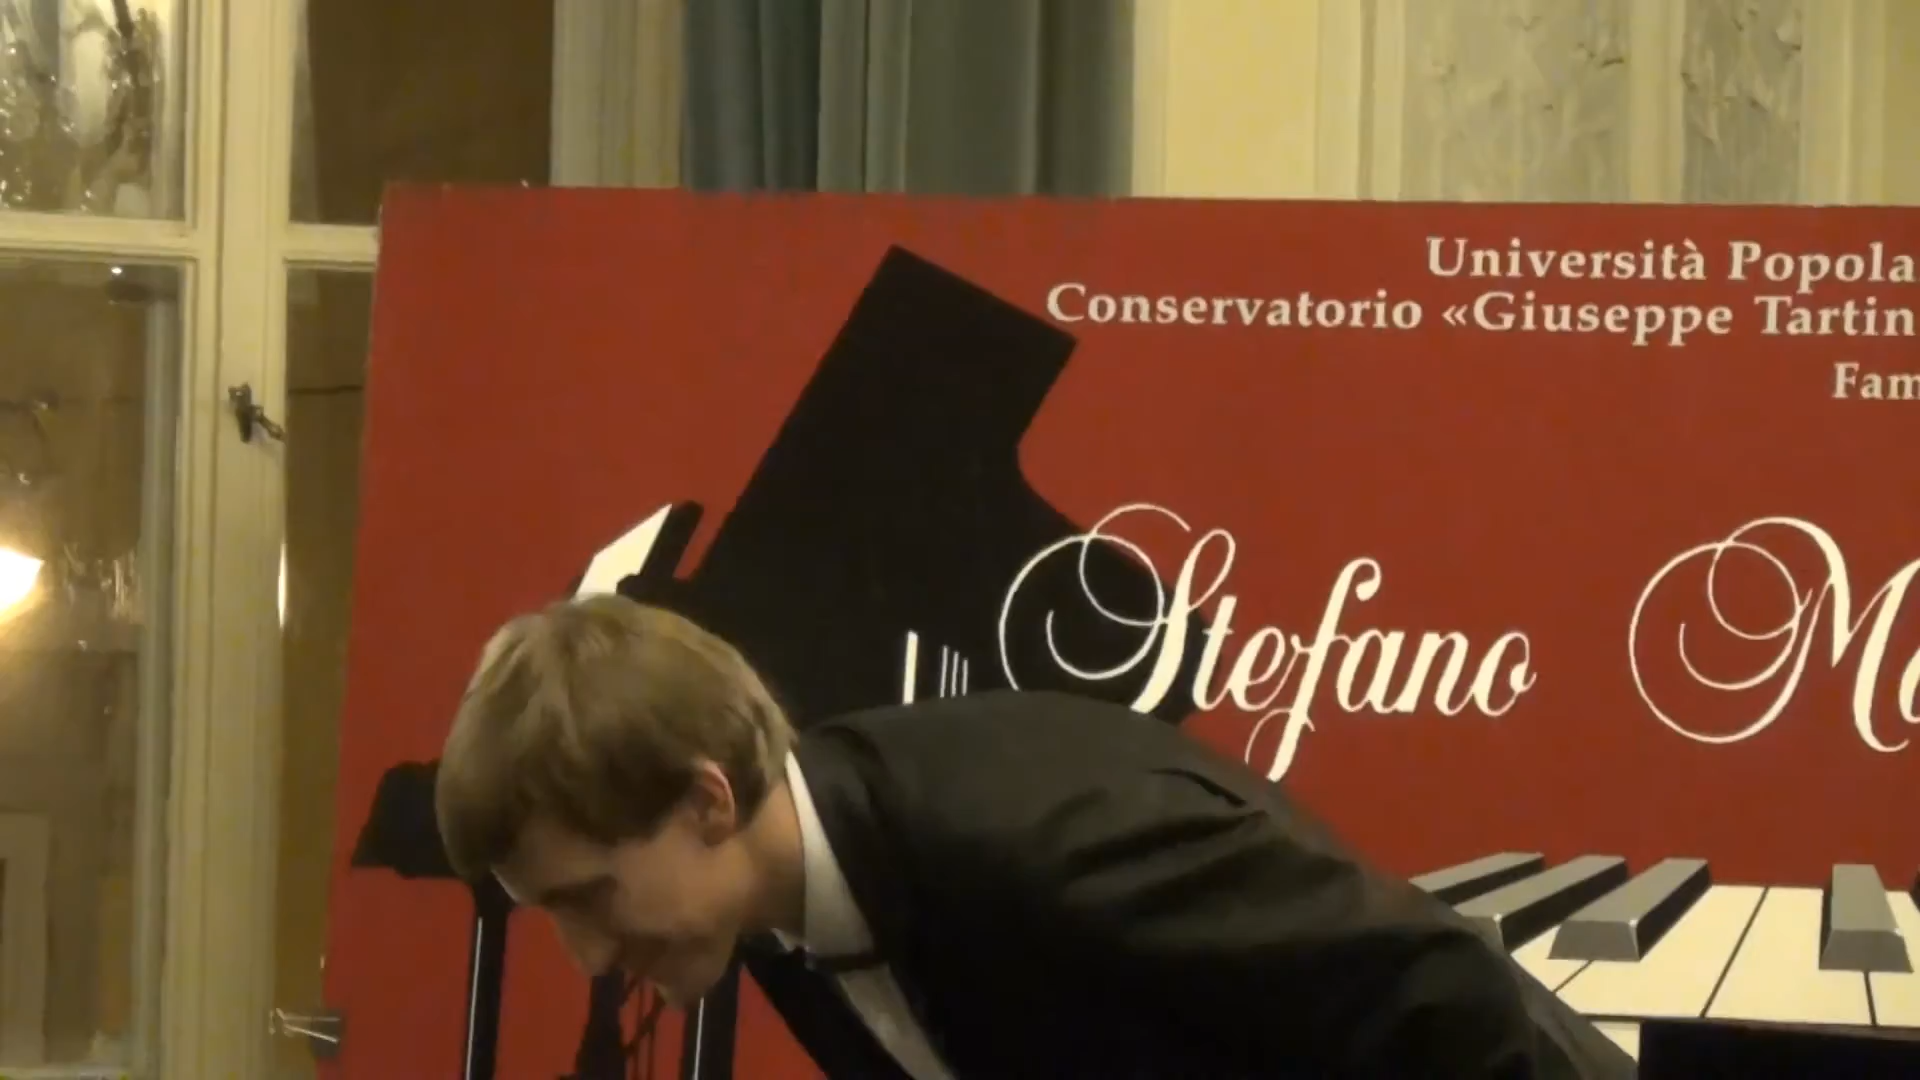 Università Popola
Conservatorio «Giuseppe Tartin
Fam
Stefano M